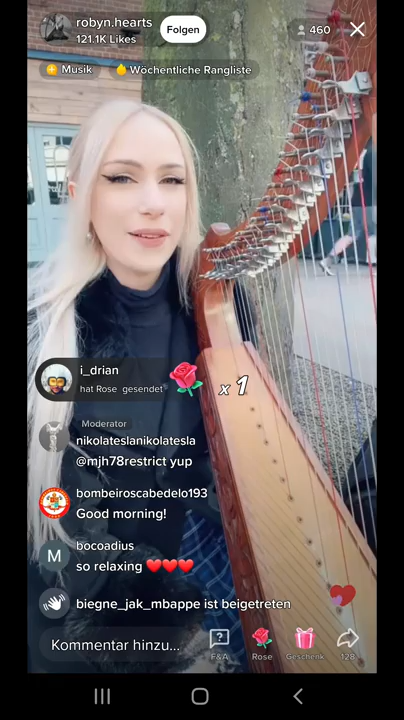 robyn.hearts
121.1K Likes
Folgen
460
Musik
Wöchentliche Rangliste
i_drian
hat Rose gesendet
x 1
Moderator
nikolateslanikolatesla
@mjh78restrict yup
bombeiroscabedelo193
Good morning!
M
bocoadius
so relaxing ❤️❤️❤️
biegne_jak_mbappe ist beigetreten
Kommentar hinzu...
F&A
Rose
Geschenk
128